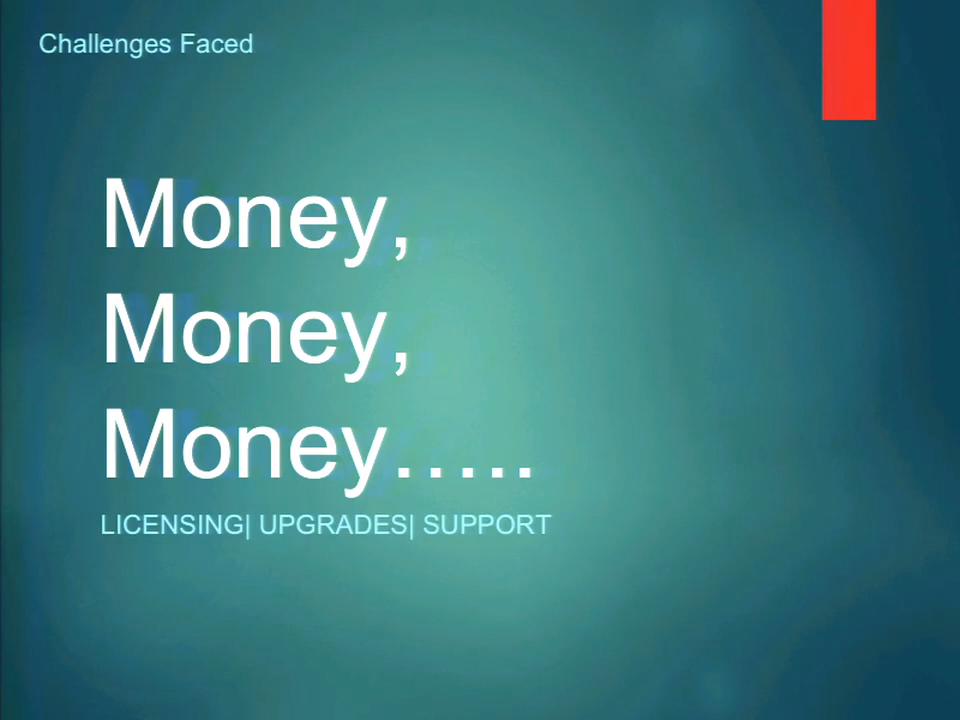 Challenges Faced
Money,
Money,
Money…..
LICENSING| UPGRADES| SUPPORT